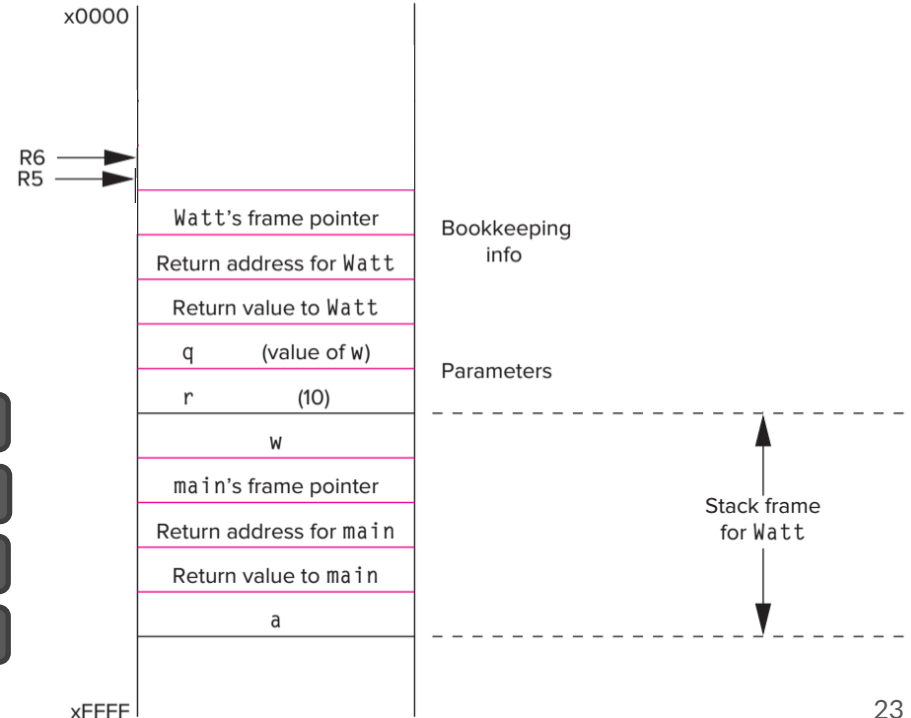 x0000
R6
R5
Watt's frame pointer
Bookkeeping
info
Return address for Watt
Return value to Watt
q (value of w)
Parameters
r (10)
w
main's frame pointer
Stack frame
for Watt
Return address for main
Return value to main
a
xFFFF
23